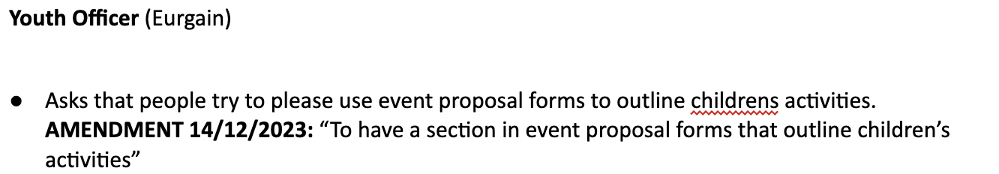 Youth Officer (Eurgain)
● Asks that people try to please use event proposal forms to outline childrens activities.
AMENDMENT 14/12/2023: “To have a section in event proposal forms that outline children’s
activities”